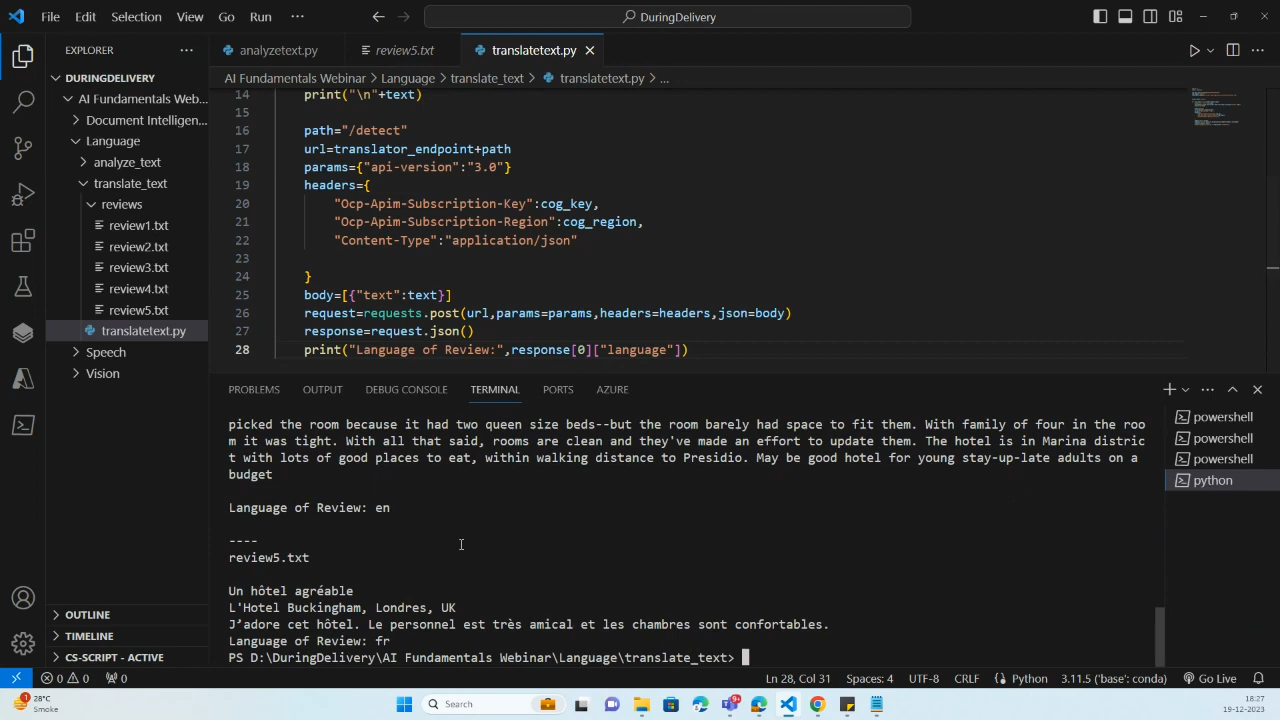 File Edit Selection View Go Run ···
DuringDelivery
EXPLORER ···
analyzetext.py
review5.txt
translatetext.py
DURINGDELIVERY
AI Fundamentals Webinar > Language > translate_text > translatetext.py > ...
AI Fundamentals Web...
Document Intelligen...
Language
analyze_text
translate_text
reviews
review1.txt
review2.txt
review3.txt
review4.txt
review5.txt
translatetext.py
Speech
Vision
14 print("\n"+text)
15
16 path="/detect"
17 url=translator_endpoint+path
18 params={"api-version":"3.0"}
19 headers={
20 "Ocp-Apim-Subscription-Key":cog_key,
21 "Ocp-Apim-Subscription-Region":cog_region,
22 "Content-Type":"application/json"
23
24 }
25 body=[{"text":text}]
26 request=requests.post(url,params=params,headers=headers,json=body)
27 response=request.json()
28 print("Language of Review:",response[0]["language"])
PROBLEMS OUTPUT DEBUG CONSOLE TERMINAL PORTS AZURE
picked the room because it had two queen size beds--but the room barely had space to fit them. With family of four in the roo
m it was tight. With all that said, rooms are clean and they've made an effort to update them. The hotel is in Marina distric
t with lots of good places to eat, within walking distance to Presidio. May be good hotel for young stay-up-late adults on a
budget
Language of Review: en
----
review5.txt
Un hôtel agréable
L'Hotel Buckingham, Londres, UK
J’adore cet hôtel. Le personnel est très amical et les chambres sont confortables.
Language of Review: fr
PS D:\DuringDelivery\AI Fundamentals Webinar\Language\translate_text>
powershell
powershell
powershell
python
OUTLINE
TIMELINE
CS-SCRIPT - ACTIVE
0 0 0 Ln 28, Col 31 Spaces: 4 UTF-8 CRLF Python 3.11.5 ('base': conda) Go Live
28°C
Smoke
Search
18:27
19-12-2023